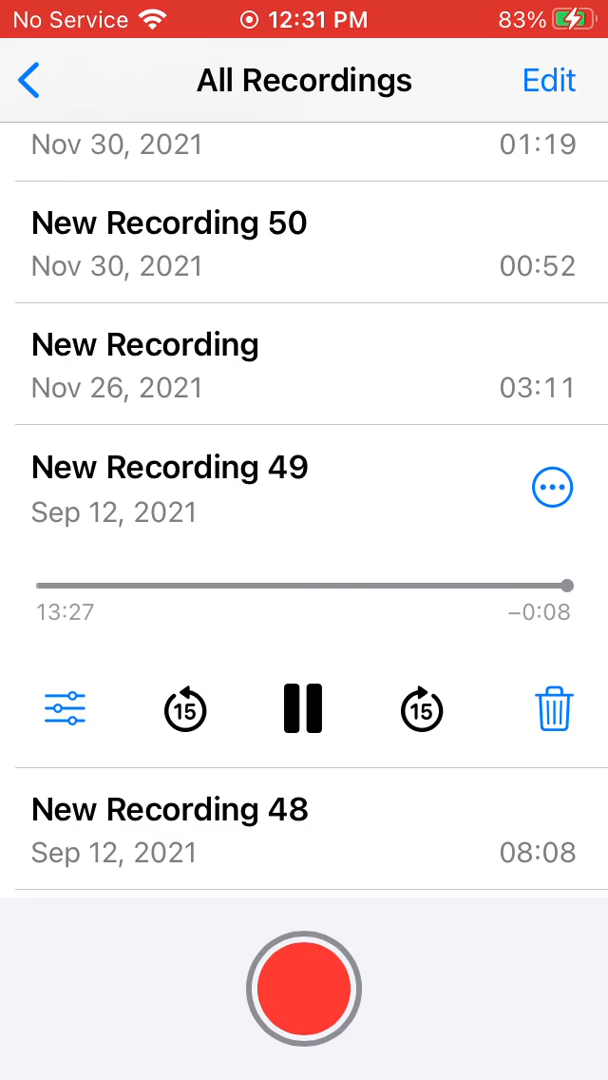 No Service 12:31 PM 83%
All Recordings Edit
Nov 30, 2021 01:19
New Recording 50
Nov 30, 2021 00:52
New Recording
Nov 26, 2021 03:11
New Recording 49
Sep 12, 2021
13:27 −0:08
15 15
New Recording 48
Sep 12, 2021 08:08